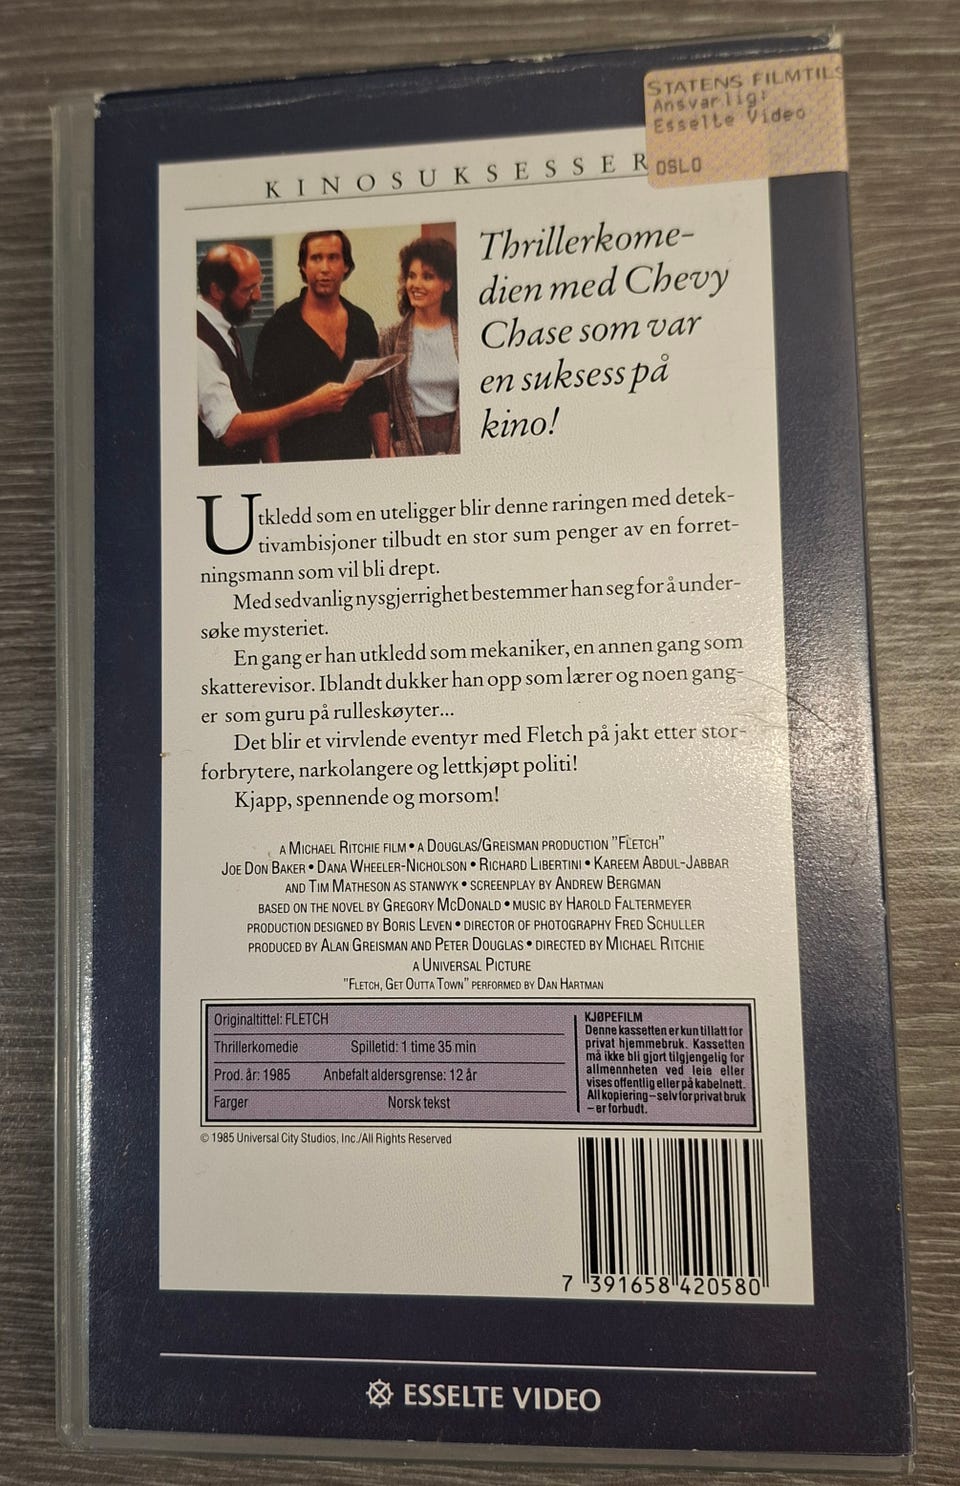 STATENS FILMTILS
Ansvarlig:
Esselte Video
OSLO
KINOSUKSESSER
Thrillerkome-
dien med Chevy
Chase som var
en suksess på
kino!
Utkledd som en uteligger blir denne raringen med detek-
tivambisjoner tilbudt en stor sum penger av en forret-
ningsmann som vil bli drept.
Med sedvanlig nysgjerrighet bestemmer han seg for å under-
søke mysteriet.
En gang er han utkledd som mekaniker, en annen gang som
skatterevisor. Iblandt dukker han opp som lærer og noen gang-
er som guru på rulleskøyter...
Det blir et virvlende eventyr med Fletch på jakt etter stor-
forbrytere, narkolangere og lettkjøpt politi!
Kjapp, spennende og morsom!
A MICHAEL RITCHIE FILM • A DOUGLAS/GREISMAN PRODUCTION "FLETCH"
JOE DON BAKER • DANA WHEELER-NICHOLSON • RICHARD LIBERTINI • KAREEM ABDUL-JABBAR
AND TIM MATHESON AS STANWYK • SCREENPLAY BY ANDREW BERGMAN
BASED ON THE NOVEL BY GREGORY MCDONALD • MUSIC BY HAROLD FALTERMEYER
PRODUCTION DESIGNED BY BORIS LEVEN • DIRECTOR OF PHOTOGRAPHY FRED SCHULLER
PRODUCED BY ALAN GREISMAN AND PETER DOUGLAS • DIRECTED BY MICHAEL RITCHIE
A UNIVERSAL PICTURE
"FLETCH, GET OUTTA TOWN" PERFORMED BY DAN HARTMAN
Originaltittel: FLETCH
Thrillerkomedie Spilletid: 1 time 35 min
Prod. år: 1985 Anbefalt aldersgrense: 12 år
Farger Norsk tekst
KJØPEFILM
Denne kassetten er kun tillatt for
privat hjemmebruk. Kassetten
må ikke bli gjort tilgjengelig for
allmennheten ved leie eller
vises offentlig eller på kabelnett.
All kopiering – selv for privat bruk
– er forbudt.
© 1985 Universal City Studios, Inc./All Rights Reserved
7 391658 420580
ESSELTE VIDEO